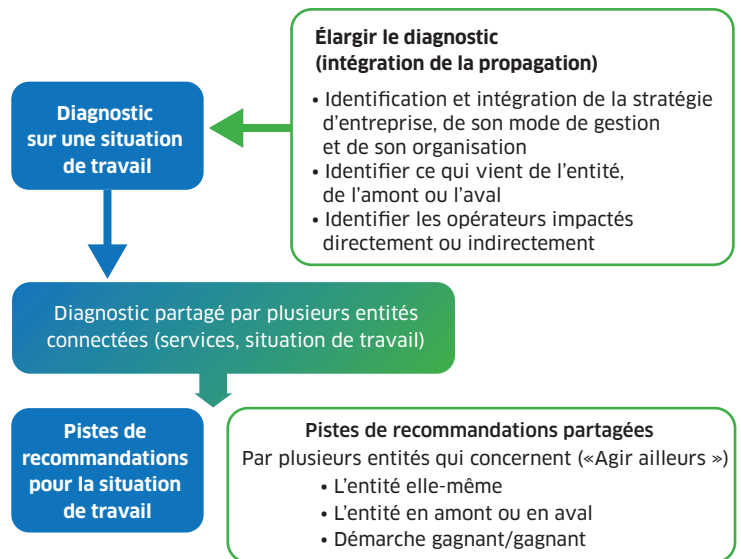 Élargir le diagnostic
(intégration de la propagation)
• Identification et intégration de la stratégie
d'entreprise, de son mode de gestion
et de son organisation
• Identifier ce qui vient de l'entité,
de l'amont ou l'aval
• Identifier les opérateurs impactés
directement ou indirectement
Diagnostic
sur une situation
de travail
Diagnostic partagé par plusieurs entités
connectées (services, situation de travail)
Pistes de
recommandations
pour la situation
de travail
Pistes de recommandations partagées
Par plusieurs entités qui concernent («Agir ailleurs »)
• L'entité elle-même
• L'entité en amont ou en aval
• Démarche gagnant/gagnant